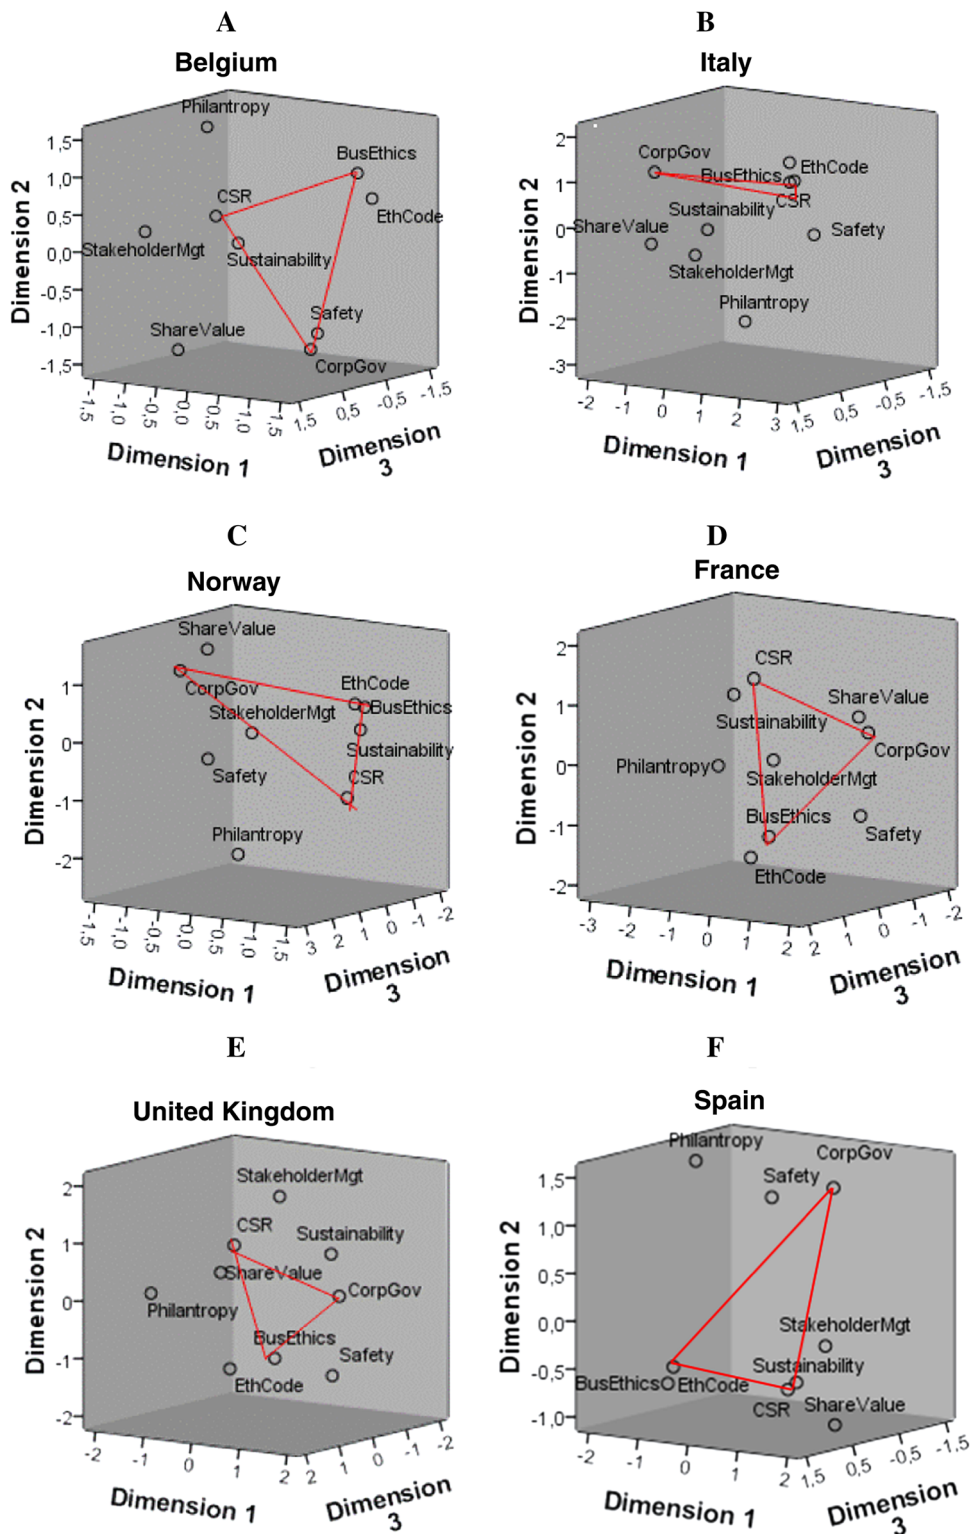 A
Belgium
Philantropy
BusEthics
CSR
EthCode
StakeholderMgt
Sustainability
Safety
ShareValue
CorpGov
Dimension 2
1,5
1,0
0,5
0,0
-0,5
-1,0
-1,5
-1,5
-1,0
-0,5
0,0
0,5
1,0
1,5
Dimension 1
1,5
0,5
-0,5
-1,5
Dimension
3
B
Italy
CorpGov
BusEthics
EthCode
CSR
Sustainability
ShareValue
Safety
StakeholderMgt
Philantropy
Dimension 2
2
1
0
-1
-2
-3
-2
-1
0
1
2
3
Dimension 1
1,5
0,5
-0,5
-1,5
Dimension
3
C
Norway
ShareValue
CorpGov
EthCode
StakeholderMgt
BusEthics
Sustainability
Safety
CSR
Philantropy
Dimension 2
1
0
-1
-2
-1,5
-1,0
-0,5
0,0
0,5
1,0
1,5
Dimension 1
3
2
1
0
-1
-2
Dimension
3
D
France
CSR
ShareValue
Sustainability
CorpGov
Philantropy
StakeholderMgt
BusEthics
Safety
EthCode
Dimension 2
2
1
0
-1
-2
-3
-2
-1
0
1
2
Dimension 1
2
1
0
-1
-2
Dimension
3
E
United Kingdom
StakeholderMgt
CSR
Sustainability
ShareValue
CorpGov
Philantropy
BusEthics
Safety
EthCode
Dimension 2
2
1
0
-1
-2
-2
-1
0
1
2
Dimension 1
2
1
0
-1
-2
Dimension
3
F
Spain
Philantropy
CorpGov
Safety
StakeholderMgt
Sustainability
BusEthics
EthCode
CSR
ShareValue
Dimension 2
1,5
1,0
0,5
0,0
-0,5
-1,0
-2
-1
0
1
2
Dimension 1
1,5
0,5
-0,5
-1,5
Dimension
3